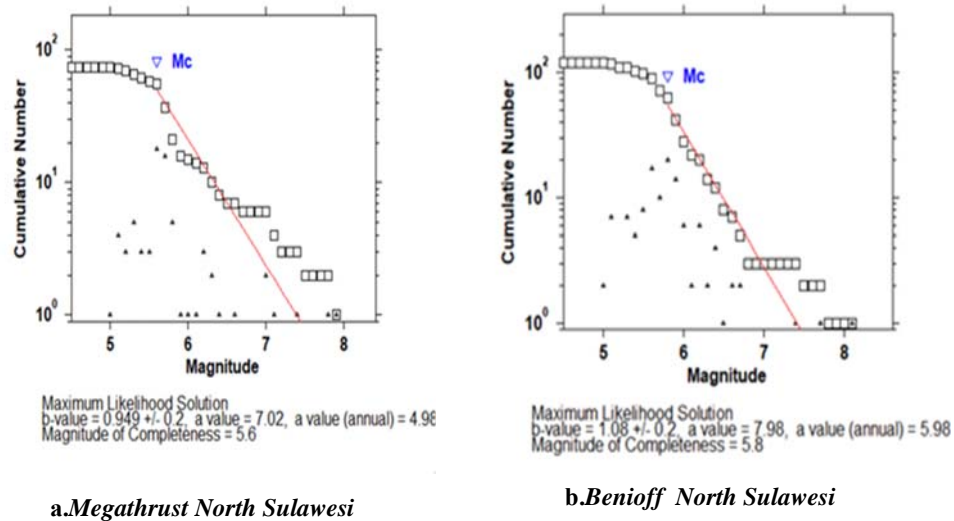 10² 10¹ 10⁰
Cumulative Number
Mc
5 6 7 8
Magnitude
Maximum Likelihood Solution
b-value = 0.949 +/- 0.2, a value = 7.02, a value (annual) = 4.98
Magnitude of Completeness = 5.6
a.Megathrust North Sulawesi
10² 10¹ 10⁰
Cumulative Number
Mc
5 6 7 8
Magnitude
Maximum Likelihood Solution
b-value = 1.08 +/- 0.2, a value = 7.98, a value (annual) = 5.98
Magnitude of Completeness = 5.8
b.Benioff North Sulawesi